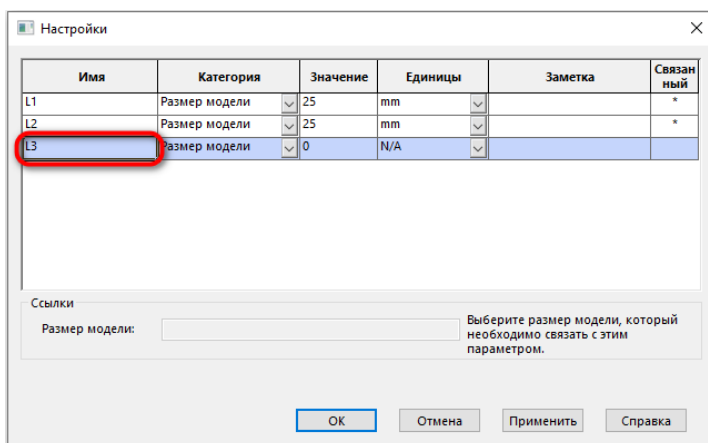 Настройки
Имя Категория Значение Единицы Заметка Связан
ный
L1 Размер модели 25 mm *
L2 Размер модели 25 mm *
L3 Размер модели 0 N/A
Ссылки
Размер модели:
Выберите размер модели, который
необходимо связать с этим
параметром.
ОК Отмена Применить Справка